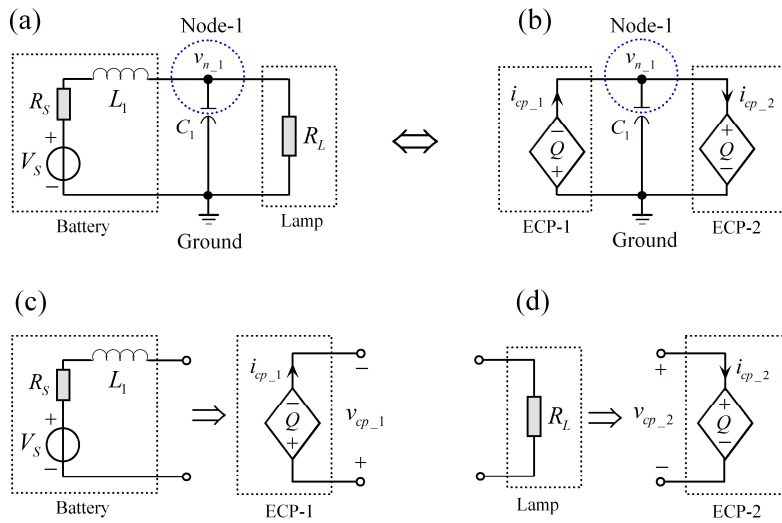 (a)
Node-1
v_{n_1}
R_S
L_1
C_1
R_L
+
V_S
−
Battery
Ground
Lamp
(b)
Node-1
v_{n_1}
i_{cp_1}
C_1
i_{cp_2}
−
Q
+
+
Q
−
ECP-1
Ground
ECP-2
(c)
R_S
L_1
+
V_S
−
Battery
i_{cp_1}
−
Q
+
−
v_{cp_1}
+
ECP-1
(d)
R_L
Lamp
+
v_{cp_2}
−
i_{cp_2}
+
Q
−
ECP-2